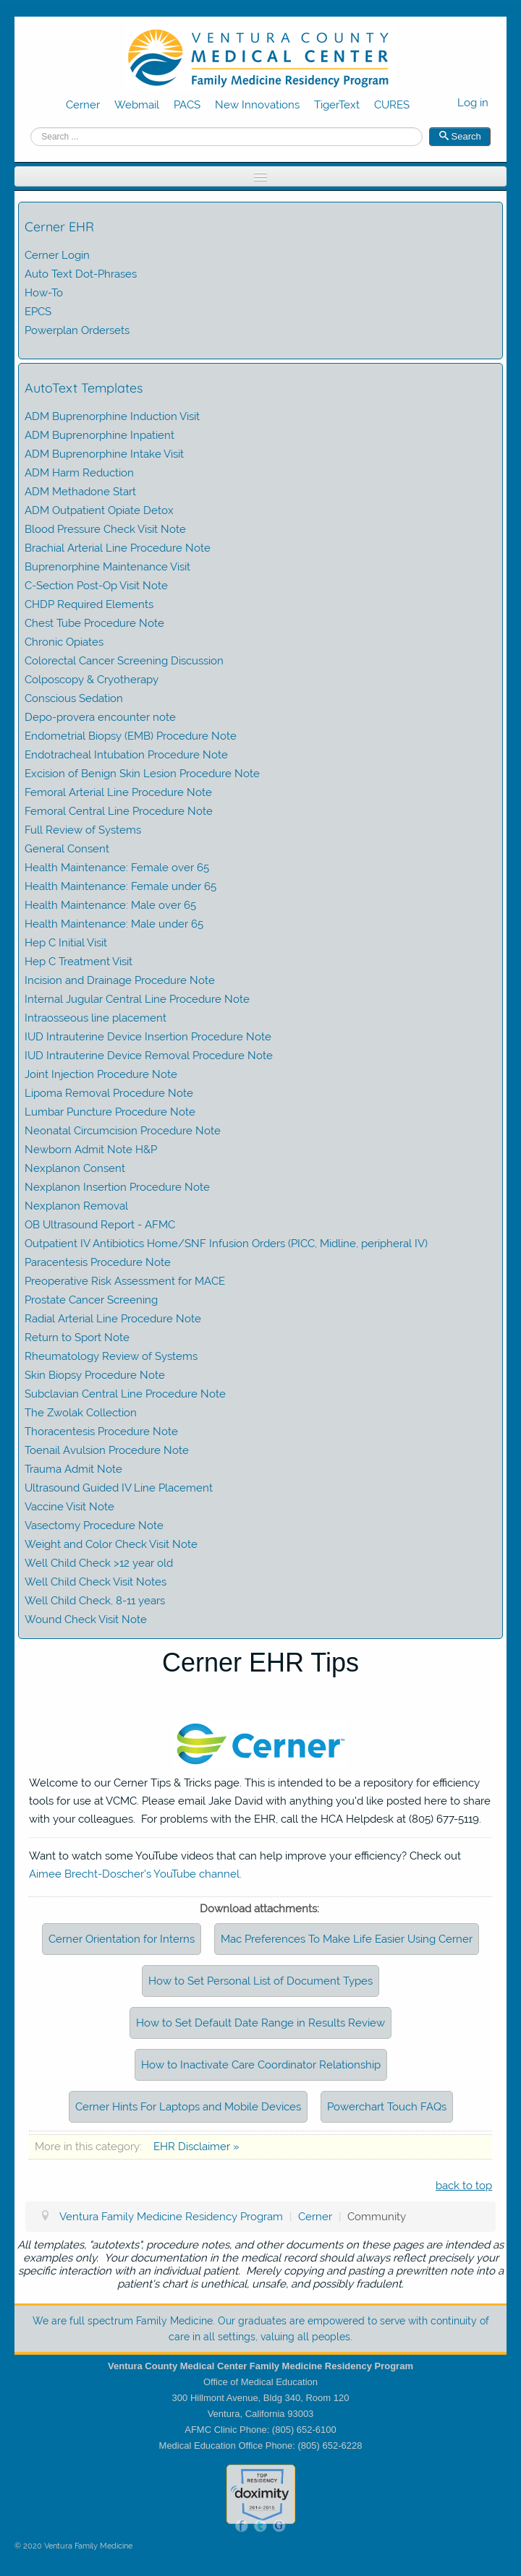 VENTURA COUNTY
MEDICAL CENTER
Family Medicine Residency Program
Cerner Webmail PACS New Innovations TigerText CURES
Log in
Search ...
Search
Cerner EHR
Cerner Login
Auto Text Dot-Phrases
How-To
EPCS
Powerplan Ordersets
AutoText Templates
ADM Buprenorphine Induction Visit
ADM Buprenorphine Inpatient
ADM Buprenorphine Intake Visit
ADM Harm Reduction
ADM Methadone Start
ADM Outpatient Opiate Detox
Blood Pressure Check Visit Note
Brachial Arterial Line Procedure Note
Buprenorphine Maintenance Visit
C-Section Post-Op Visit Note
CHDP Required Elements
Chest Tube Procedure Note
Chronic Opiates
Colorectal Cancer Screening Discussion
Colposcopy & Cryotherapy
Conscious Sedation
Depo-provera encounter note
Endometrial Biopsy (EMB) Procedure Note
Endotracheal Intubation Procedure Note
Excision of Benign Skin Lesion Procedure Note
Femoral Arterial Line Procedure Note
Femoral Central Line Procedure Note
Full Review of Systems
General Consent
Health Maintenance: Female over 65
Health Maintenance: Female under 65
Health Maintenance: Male over 65
Health Maintenance: Male under 65
Hep C Initial Visit
Hep C Treatment Visit
Incision and Drainage Procedure Note
Internal Jugular Central Line Procedure Note
Intraosseous line placement
IUD Intrauterine Device Insertion Procedure Note
IUD Intrauterine Device Removal Procedure Note
Joint Injection Procedure Note
Lipoma Removal Procedure Note
Lumbar Puncture Procedure Note
Neonatal Circumcision Procedure Note
Newborn Admit Note H&P
Nexplanon Consent
Nexplanon Insertion Procedure Note
Nexplanon Removal
OB Ultrasound Report - AFMC
Outpatient IV Antibiotics Home/SNF Infusion Orders (PICC, Midline, peripheral IV)
Paracentesis Procedure Note
Preoperative Risk Assessment for MACE
Prostate Cancer Screening
Radial Arterial Line Procedure Note
Return to Sport Note
Rheumatology Review of Systems
Skin Biopsy Procedure Note
Subclavian Central Line Procedure Note
The Zwolak Collection
Thoracentesis Procedure Note
Toenail Avulsion Procedure Note
Trauma Admit Note
Ultrasound Guided IV Line Placement
Vaccine Visit Note
Vasectomy Procedure Note
Weight and Color Check Visit Note
Well Child Check >12 year old
Well Child Check Visit Notes
Well Child Check, 8-11 years
Wound Check Visit Note
Cerner EHR Tips
Cerner
Welcome to our Cerner Tips & Tricks page. This is intended to be a repository for efficiency
tools for use at VCMC. Please email Jake David with anything you'd like posted here to share
with your colleagues. For problems with the EHR, call the HCA Helpdesk at (805) 677-5119.
Want to watch some YouTube videos that can help improve your efficiency? Check out
Aimee Brecht-Doscher's YouTube channel.
Download attachments:
Cerner Orientation for Interns Mac Preferences To Make Life Easier Using Cerner
How to Set Personal List of Document Types
How to Set Default Date Range in Results Review
How to Inactivate Care Coordinator Relationship
Cerner Hints For Laptops and Mobile Devices Powerchart Touch FAQs
More in this category: EHR Disclaimer »
back to top
Ventura Family Medicine Residency Program | Cerner | Community
All templates, "autotexts", procedure notes, and other documents on these pages are intended as
examples only. Your documentation in the medical record should always reflect precisely your
specific interaction with an individual patient. Merely copying and pasting a prewritten note into a
patient's chart is unethical, unsafe, and possibly fradulent.
We are full spectrum Family Medicine. Our graduates are empowered to serve with continuity of
care in all settings, valuing all peoples.
Ventura County Medical Center Family Medicine Residency Program
Office of Medical Education
300 Hillmont Avenue, Bldg 340, Room 120
Ventura, California 93003
AFMC Clinic Phone: (805) 652-6100
Medical Education Office Phone: (805) 652-6228
TOP
RESIDENCY
doximity
2014-2015
f t G
© 2020 Ventura Family Medicine